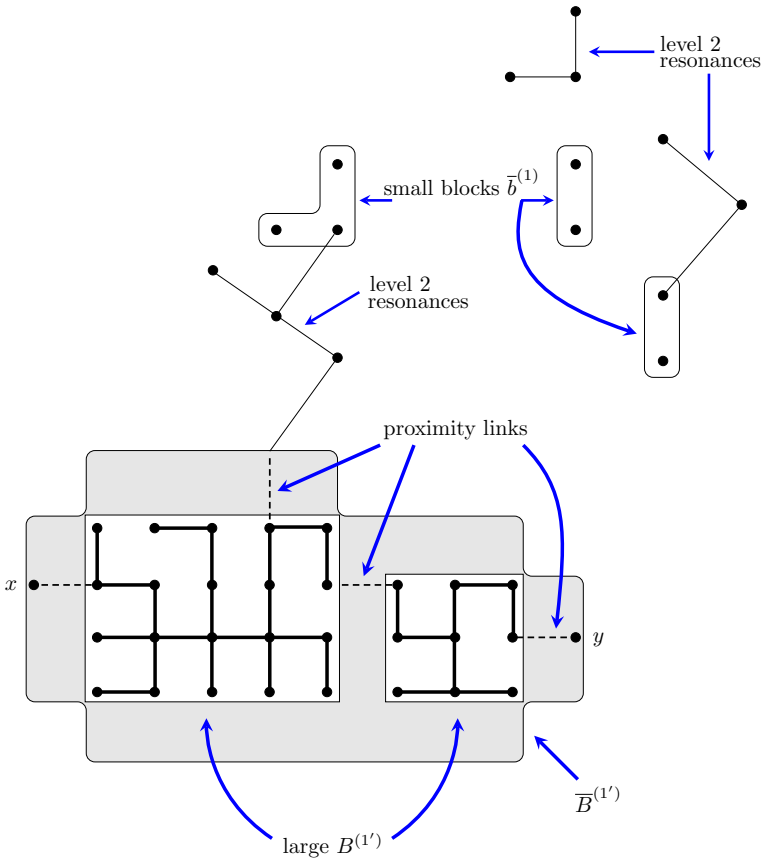 level 2
resonances
small blocks b̅⁽¹⁾
level 2
resonances
proximity links
x
y
B̅⁽¹′⁾
large B⁽¹′⁾